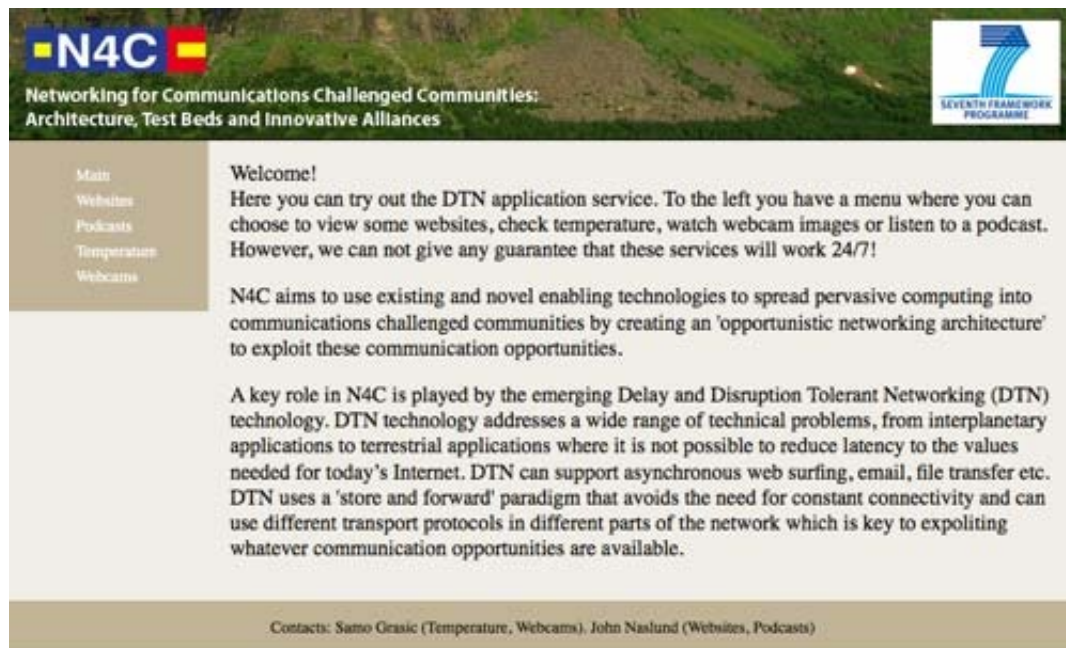 N4C
Networking for Communications Challenged Communities:
Architecture, Test Beds and Innovative Alliances
7
SEVENTH FRAMEWORK
PROGRAMME
Main
Websites
Podcasts
Temperature
Webcams
Welcome!
Here you can try out the DTN application service. To the left you have a menu where you can
choose to view some websites, check temperature, watch webcam images or listen to a podcast.
However, we can not give any guarantee that these services will work 24/7!
N4C aims to use existing and novel enabling technologies to spread pervasive computing into
communications challenged communities by creating an 'opportunistic networking architecture'
to exploit these communication opportunities.
A key role in N4C is played by the emerging Delay and Disruption Tolerant Networking (DTN)
technology. DTN technology addresses a wide range of technical problems, from interplanetary
applications to terrestrial applications where it is not possible to reduce latency to the values
needed for today's Internet. DTN can support asynchronous web surfing, email, file transfer etc.
DTN uses a 'store and forward' paradigm that avoids the need for constant connectivity and can
use different transport protocols in different parts of the network which is key to expoliting
whatever communication opportunities are available.
Contacts: Samo Grasic (Temperature, Webcams). John Naslund (Websites, Podcasts)